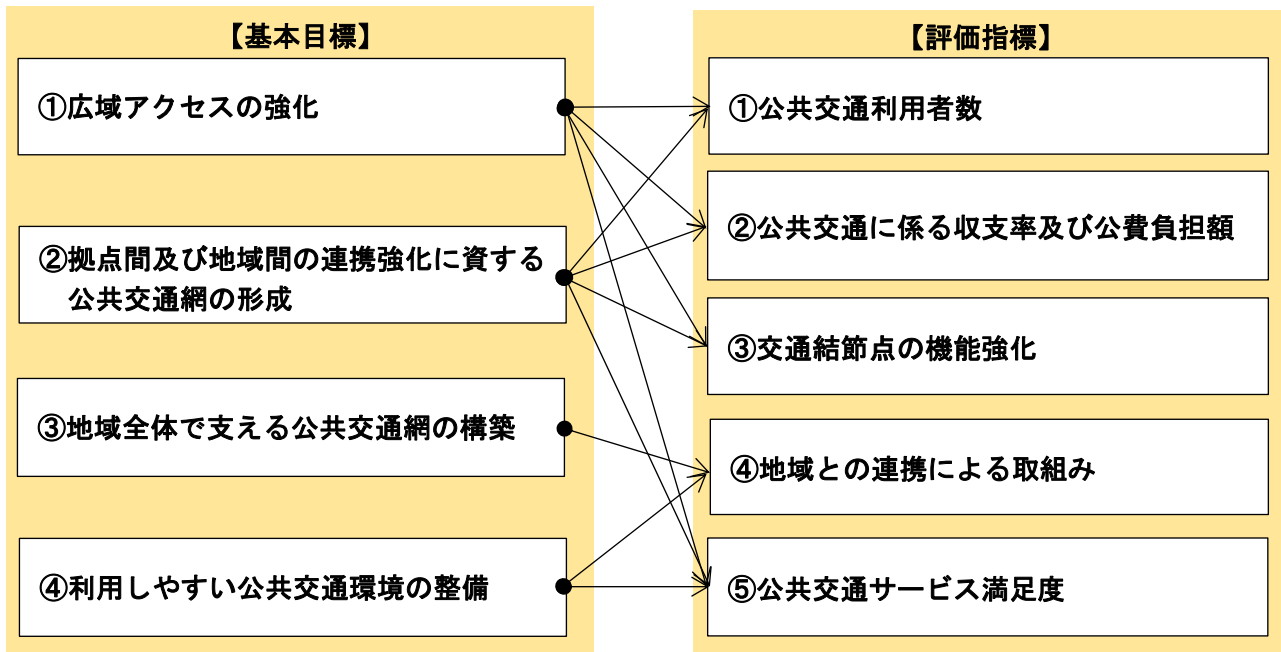 【基本目標】
①広域アクセスの強化
②拠点間及び地域間の連携強化に資する
公共交通網の形成
③地域全体で支える公共交通網の構築
④利用しやすい公共交通環境の整備
【評価指標】
①公共交通利用者数
②公共交通に係る収支率及び公費負担額
③交通結節点の機能強化
④地域との連携による取組み
⑤公共交通サービス満足度